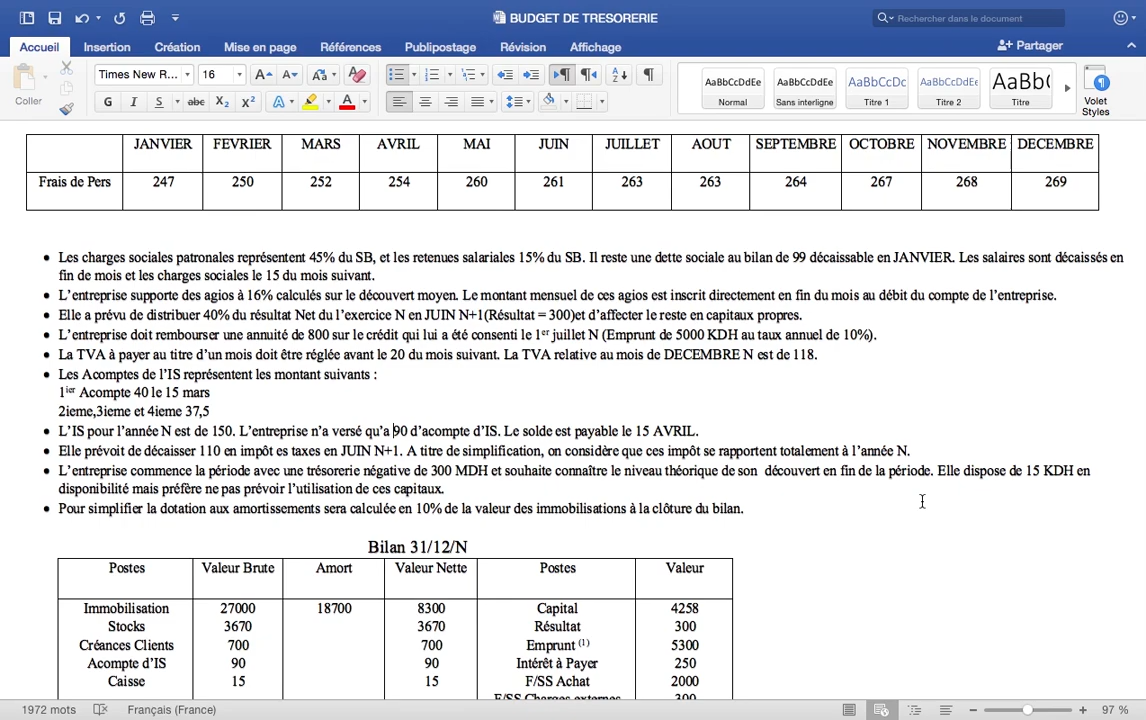 BUDGET DE TRESORERIE
Rechercher dans le document
Accueil Insertion Création Mise en page Références Publipostage Révision Affichage Partager
Coller Times New R... 16
AaBbCcDdEe AaBbCcDdEe AaBbCcDc AaBbCcDdEe AaBb(
Normal Sans interligne Titre 1 Titre 2 Titre Volet Styles
JANVIER FEVRIER MARS AVRIL MAI JUIN JUILLET AOUT SEPTEMBRE OCTOBRE NOVEMBRE DECEMBRE
Frais de Pers 247 250 252 254 260 261 263 263 264 267 268 269
• Les charges sociales patronales représentent 45% du SB, et les retenues salariales 15% du SB. Il reste une dette sociale au bilan de 99 décaissable en JANVIER. Les salaires sont décaissés en
fin de mois et les charges sociales le 15 du mois suivant.
• L'entreprise supporte des agios à 16% calculés sur le découvert moyen. Le montant mensuel de ces agios est inscrit directement en fin du mois au débit du compte de l'entreprise.
• Elle a prévu de distribuer 40% du résultat Net du l'exercice N en JUIN N+1(Résultat = 300)et d'affecter le reste en capitaux propres.
• L'entreprise doit rembourser une annuité de 800 sur le crédit qui lui a été consenti le 1er juillet N (Emprunt de 5000 KDH au taux annuel de 10%).
• La TVA à payer au titre d'un mois doit être réglée avant le 20 du mois suivant. La TVA relative au mois de DECEMBRE N est de 118.
• Les Acomptes de l'IS représentent les montant suivants :
1ier Acompte 40 le 15 mars
2ieme,3ieme et 4ieme 37,5
• L'IS pour l'année N est de 150. L'entreprise n'a versé qu'a 90 d'acompte d'IS. Le solde est payable le 15 AVRIL.
• Elle prévoit de décaisser 110 en impôt es taxes en JUIN N+1. A titre de simplification, on considère que ces impôt se rapportent totalement à l'année N.
• L'entreprise commence la période avec une trésorerie négative de 300 MDH et souhaite connaître le niveau théorique de son découvert en fin de la période. Elle dispose de 15 KDH en
disponibilité mais préfère ne pas prévoir l'utilisation de ces capitaux.
• Pour simplifier la dotation aux amortissements sera calculée en 10% de la valeur des immobilisations à la clôture du bilan.
Bilan 31/12/N
Postes Valeur Brute Amort Valeur Nette Postes Valeur
Immobilisation 27000 18700 8300 Capital 4258
Stocks 3670 3670 Résultat 300
Créances Clients 700 700 Emprunt (1) 5300
Acompte d'IS 90 90 Intérêt à Payer 250
Caisse 15 15 F/SS Achat 2000
F/SS Charges externes 300
1972 mots Français (France) 97 %